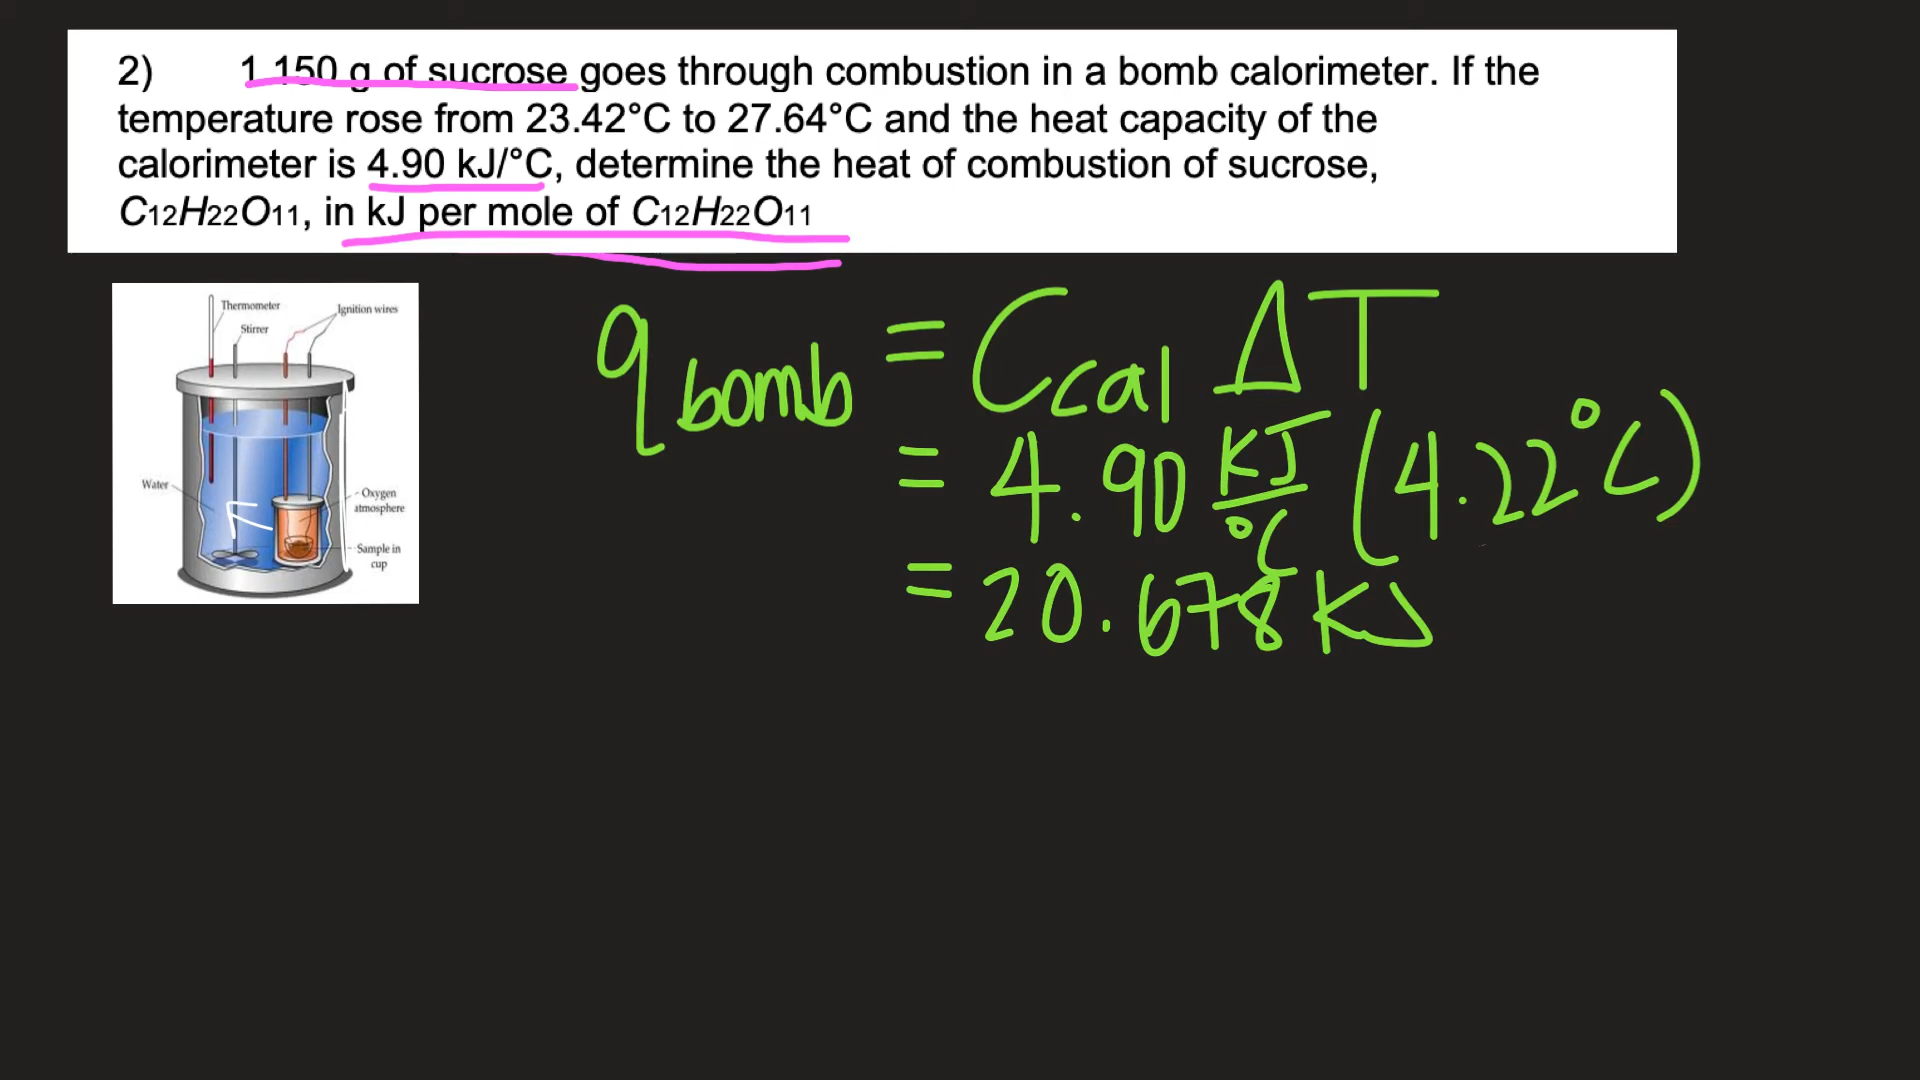 2) 1.150 g of sucrose goes through combustion in a bomb calorimeter. If the
temperature rose from 23.42°C to 27.64°C and the heat capacity of the
calorimeter is 4.90 kJ/°C, determine the heat of combustion of sucrose,
C12H22O11, in kJ per mole of C12H22O11
Thermometer
Ignition wires
Stirrer
Water
Oxygen
atmosphere
Sample in
cup
q bomb = Ccal ΔT
= 4.90 KJ/°C (4.22°C)
= 20.678 KJ